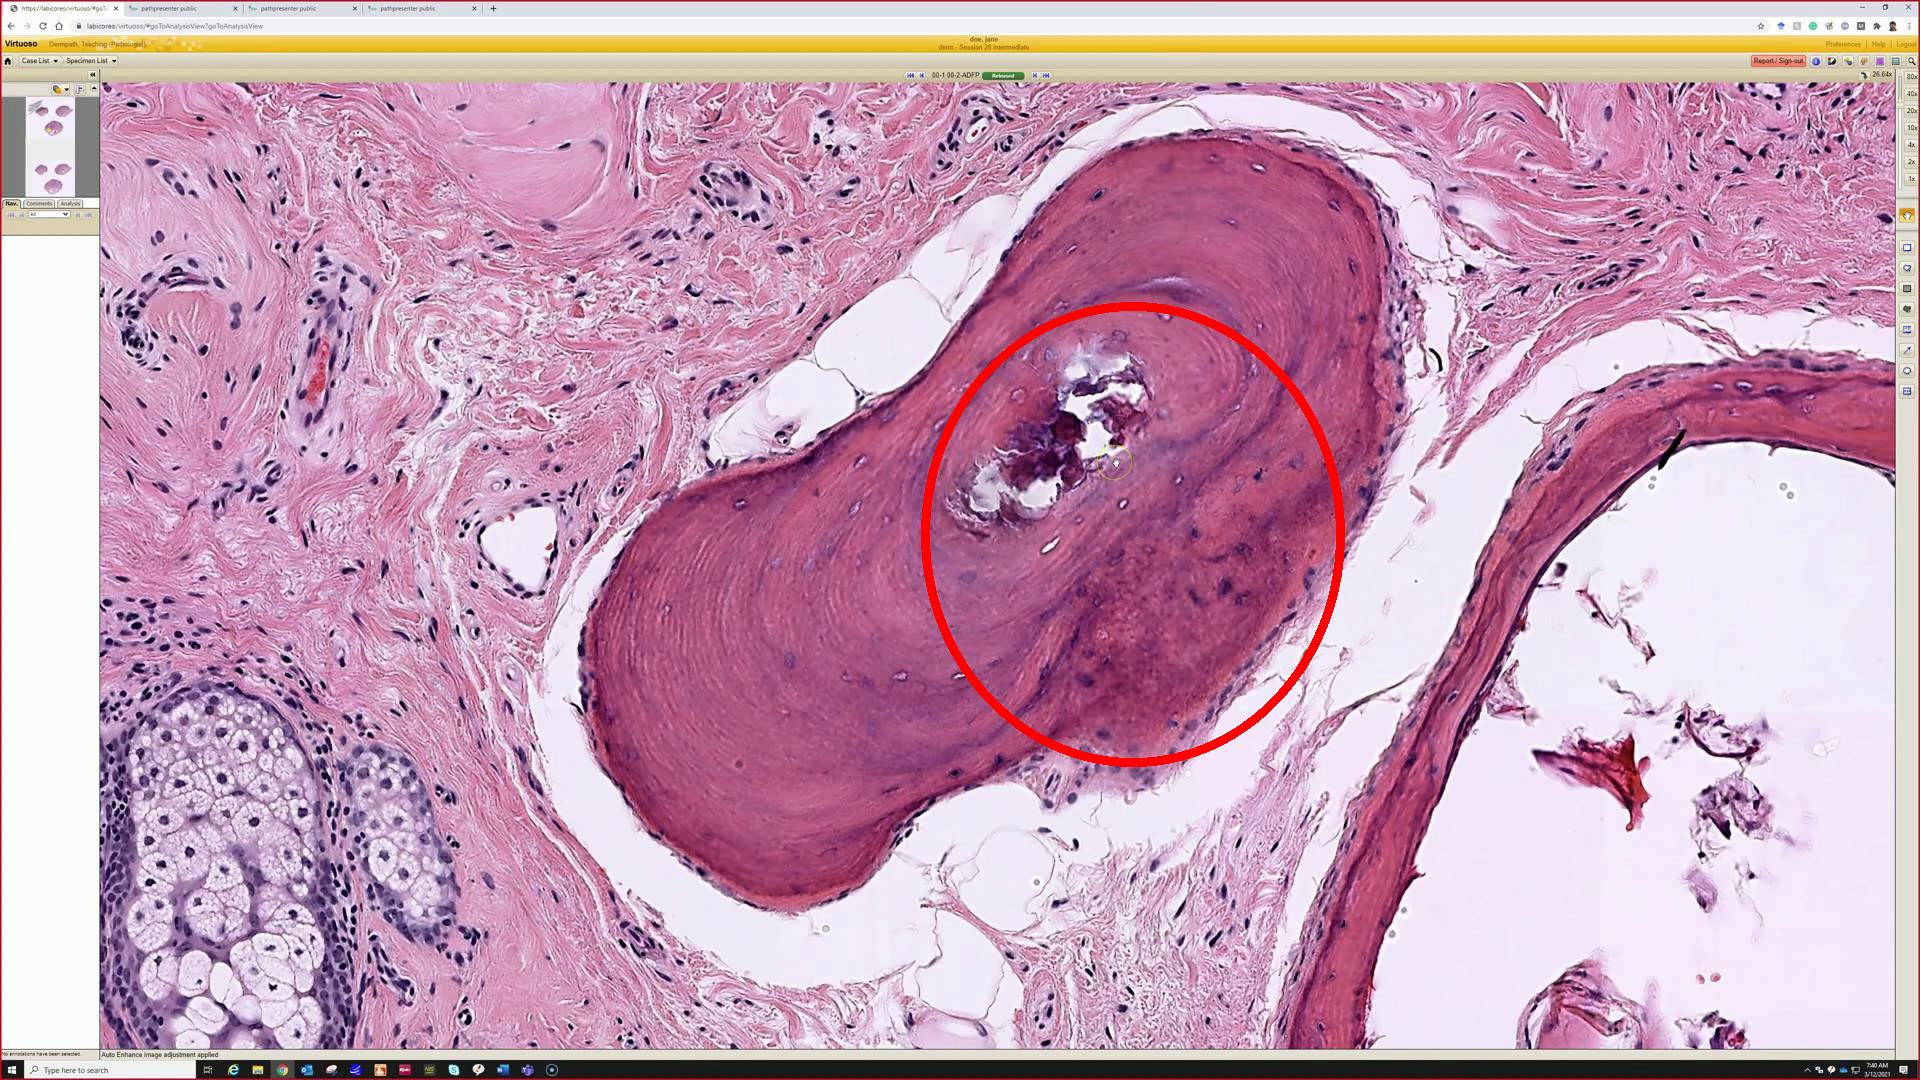 https://labicoreo/virtuoso/#goT
pathpresenter public
pathpresenter public
pathpresenter public
labicoreo/virtuoso/#goToAnalysisView?goToAnalysisView
Virtuoso
Dermpath, Teaching (Pathologist)
doe, jane
derm - Session 28 Intermediate
Preferences
Help
Logout
Case List
Specimen List
Report / Sign-out
00-1 00-2-ADFP
Released
26.64x
80x
40x
20x
10x
4x
2x
1x
Nav.
Comments
Analysis
All
No annotations have been selected.
Auto Enhance image adjustment applied
Type here to search
7:40 AM
3/12/2021